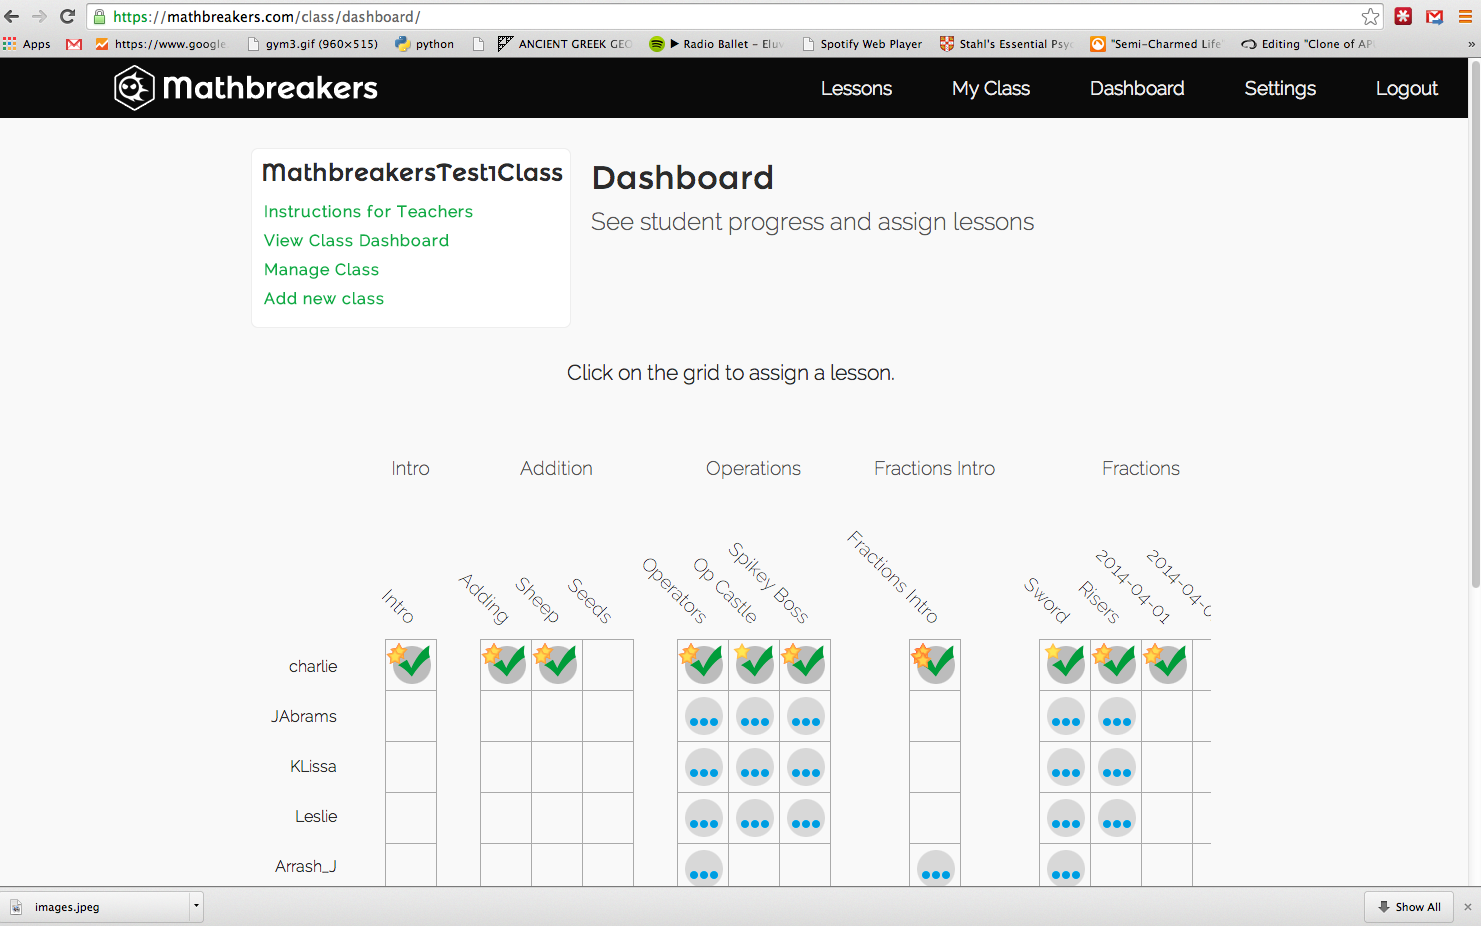 https://mathbreakers.com/class/dashboard/
Apps
https://www.google
gym3.gif (960×515)
python
ANCIENT GREEK GEO
▶ Radio Ballet – Eluv
Spotify Web Player
Stahl's Essential Psyc
"Semi-Charmed Life"
Editing "Clone of AP
»
Mathbreakers
Lessons
My Class
Dashboard
Settings
Logout
MathbreakersTest1Class
Instructions for Teachers
View Class Dashboard
Manage Class
Add new class
Dashboard
See student progress and assign lessons
Click on the grid to assign a lesson.
Intro
Addition
Operations
Fractions Intro
Fractions
Intro
Adding
Sheep
Seeds
Operators
Op Castle
Spikey Boss
Fractions Intro
Sword
Risers
2014-04-01
2014-04-0
charlie
JAbrams
KLissa
Leslie
Arrash_J
images.jpeg
Show All